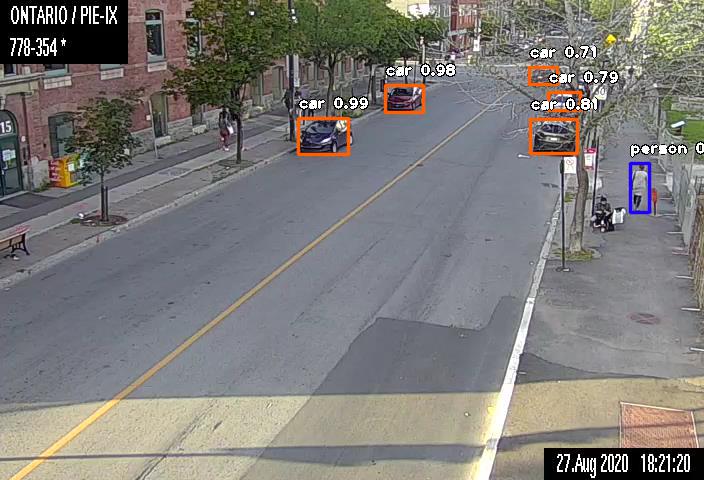 ONTARIO / PIE-IX
778-354 *
car 0.71
car 0.98
car 0.79
car 0.99
car 0.81
15
person 0
27.Aug 2020 18:21:20